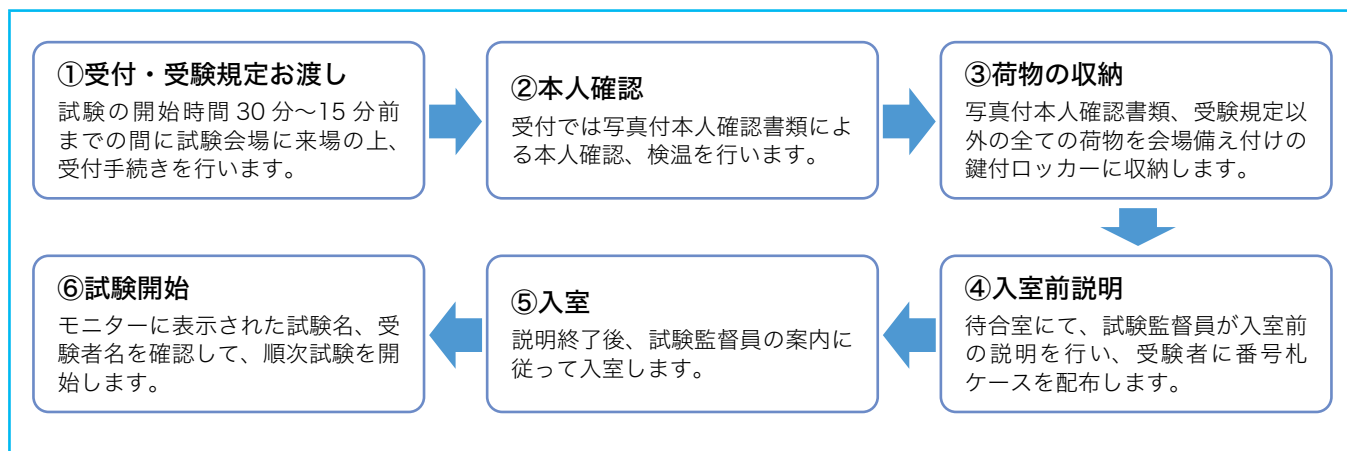 ①受付・受験規定お渡し
試験の開始時間 30 分〜15 分前
までの間に試験会場に来場の上、
受付手続きを行います。
②本人確認
受付では写真付本人確認書類によ
る本人確認、検温を行います。
③荷物の収納
写真付本人確認書類、受験規定以
外の全ての荷物を会場備え付けの
鍵付ロッカーに収納します。
④入室前説明
待合室にて、試験監督員が入室前
の説明を行い、受験者に番号札
ケースを配布します。
⑤入室
説明終了後、試験監督員の案内に
従って入室します。
⑥試験開始
モニターに表示された試験名、受
験者名を確認して、順次試験を開
始します。